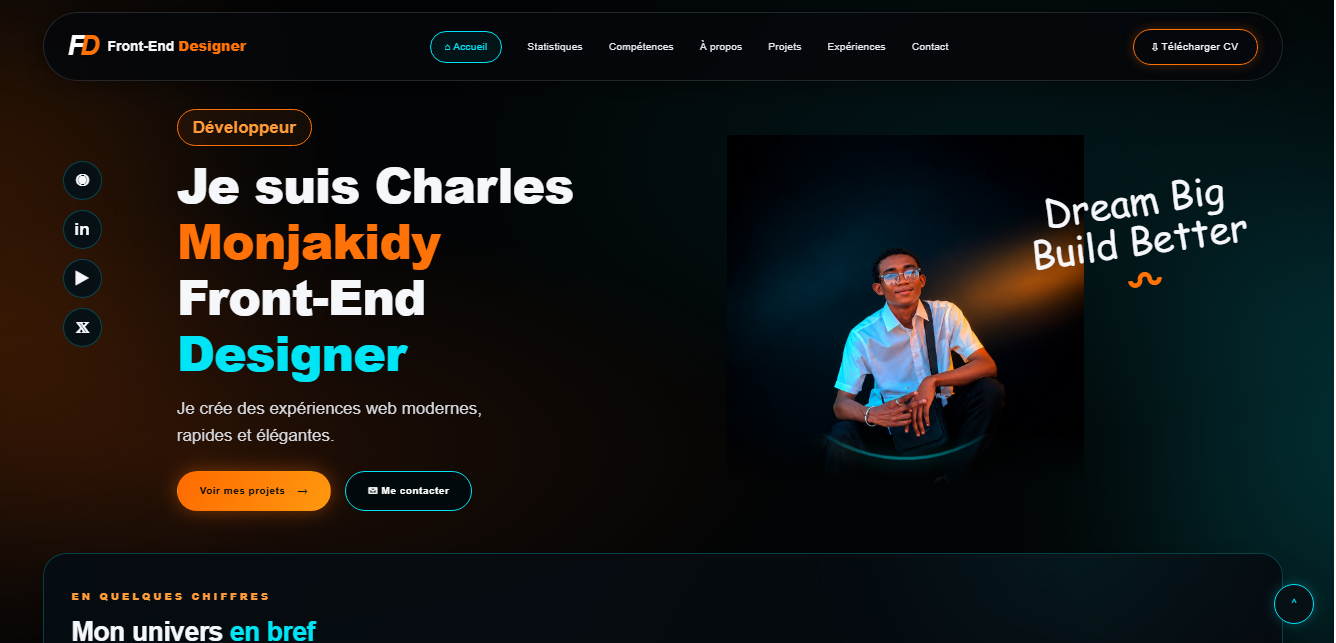 FD Front-End Designer
Accueil
Statistiques
Compétences
À propos
Projets
Expériences
Contact
Télécharger CV
Développeur
Je suis Charles
Monjakidy
Front-End
Designer
in
X
Je crée des expériences web modernes,
rapides et élégantes.
Voir mes projets →
Me contacter
Dream Big
Build Better
EN QUELQUES CHIFFRES
Mon univers en bref